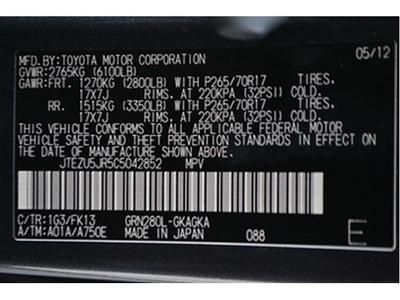 MFD.BY:TOYOTA MOTOR CORPORATION 05/12
GVWR:2765KG(6100LB)
GAWR:FRT. 1270KG (2800LB) WITH P265/70R17 TIRES.
17X7J RIMS. AT 220KPA (32PSI) COLD.
RR. 1515KG (3350LB) WITH P265/70R17 TIRES.
17X7J RIMS. AT 220KPA (32PSI) COLD.
THIS VEHICLE CONFORMS TO ALL APPLICABLE FEDERAL MOTOR
VEHICLE SAFETY STANDARDS IN EFFECT ON THE
DATE OF MANUFACTURE SHOWN ABOVE.
JTEZU5JR5C5042852 MPV
C/TR:1G3/FK13 GRN280L-GKAGKA
A/TM:A01A/A750E MADE IN JAPAN 088 E